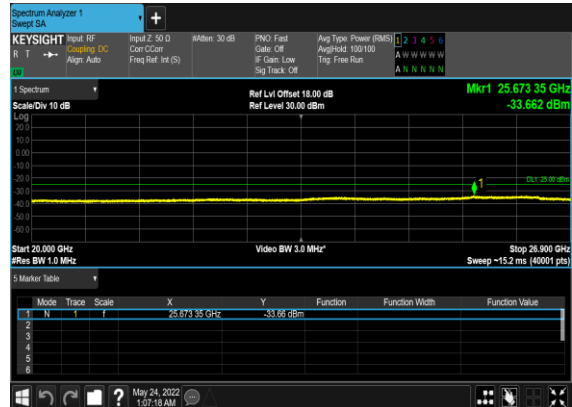 Spectrum Analyzer 1
Swept SA
+
KEYSIGHT Input: RF Input Z: 50 Ω #Atten: 30 dB PNO: Fast Avg Type: Power (RMS) 1 2 3 4 5 6
R T Coupling: DC Corr CCorr Gate: Off Avg|Hold: 100/100 A W W W W W
Align: Auto Freq Ref: Int (S) IF Gain: Low Trig: Free Run A N N N N N
Sig Track: Off
1 Spectrum Ref Lvl Offset 18.00 dB Mkr1 25.673 35 GHz
Scale/Div 10 dB Ref Level 30.00 dBm -33.662 dBm
Log
20.0
10.0
0.00
-10.0
-20.0
DL1 -25.00 dBm
1
-30.0
-40.0
-50.0
-60.0
Start 20.000 GHz Video BW 3.0 MHz* Stop 26.900 GHz
#Res BW 1.0 MHz Sweep ~15.2 ms (40001 pts)
5 Marker Table
Mode Trace Scale X Y Function Function Width Function Value
1 N 1 f 25.673 35 GHz -33.66 dBm
2
3
4
5
6
? May 24, 2022
1:07:18 AM